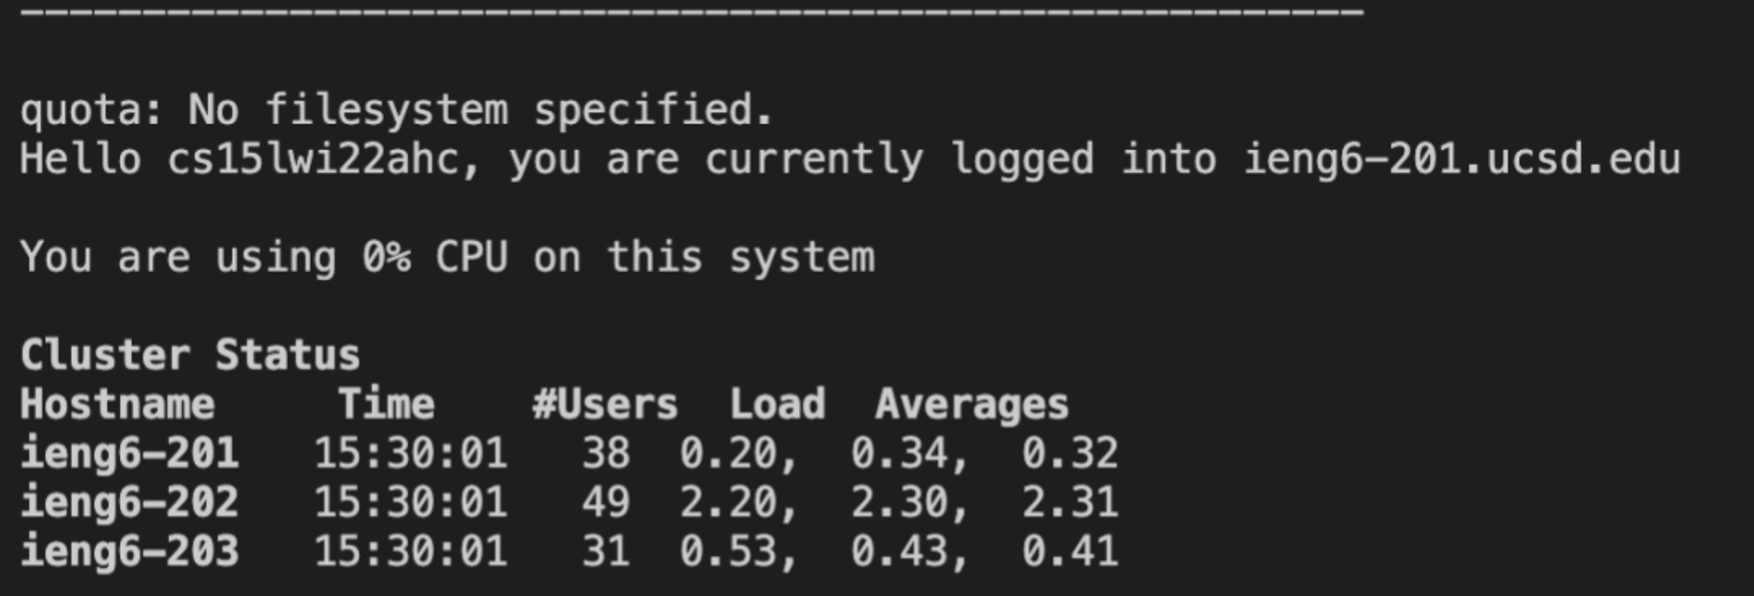 quota: No filesystem specified.
Hello cs15lwi22ahc, you are currently logged into ieng6-201.ucsd.edu
You are using 0% CPU on this system
Cluster Status
Hostname     Time    #Users  Load  Averages
ieng6-201   15:30:01   38  0.20,  0.34,  0.32
ieng6-202   15:30:01   49  2.20,  2.30,  2.31
ieng6-203   15:30:01   31  0.53,  0.43,  0.41